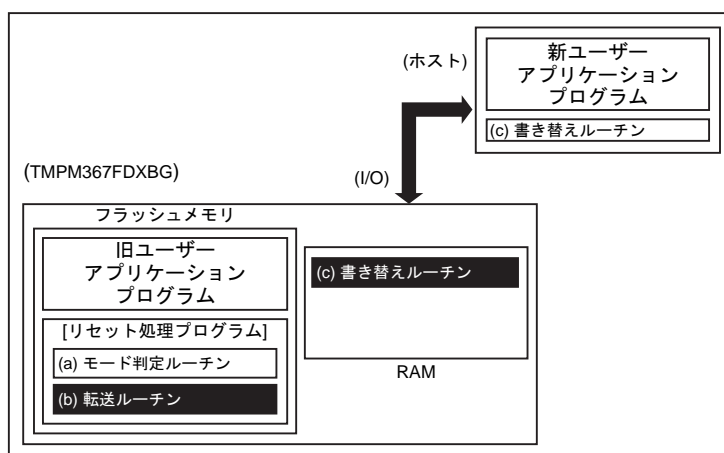 (ホスト)
新ユーザー
アプリケーション
プログラム
(c) 書き替えルーチン
(TMPM367FDXBG)
(I/O)
フラッシュメモリ
旧ユーザー
アプリケーション
プログラム
[リセット処理プログラム]
(a) モード判定ルーチン
(b) 転送ルーチン
(c) 書き替えルーチン
RAM